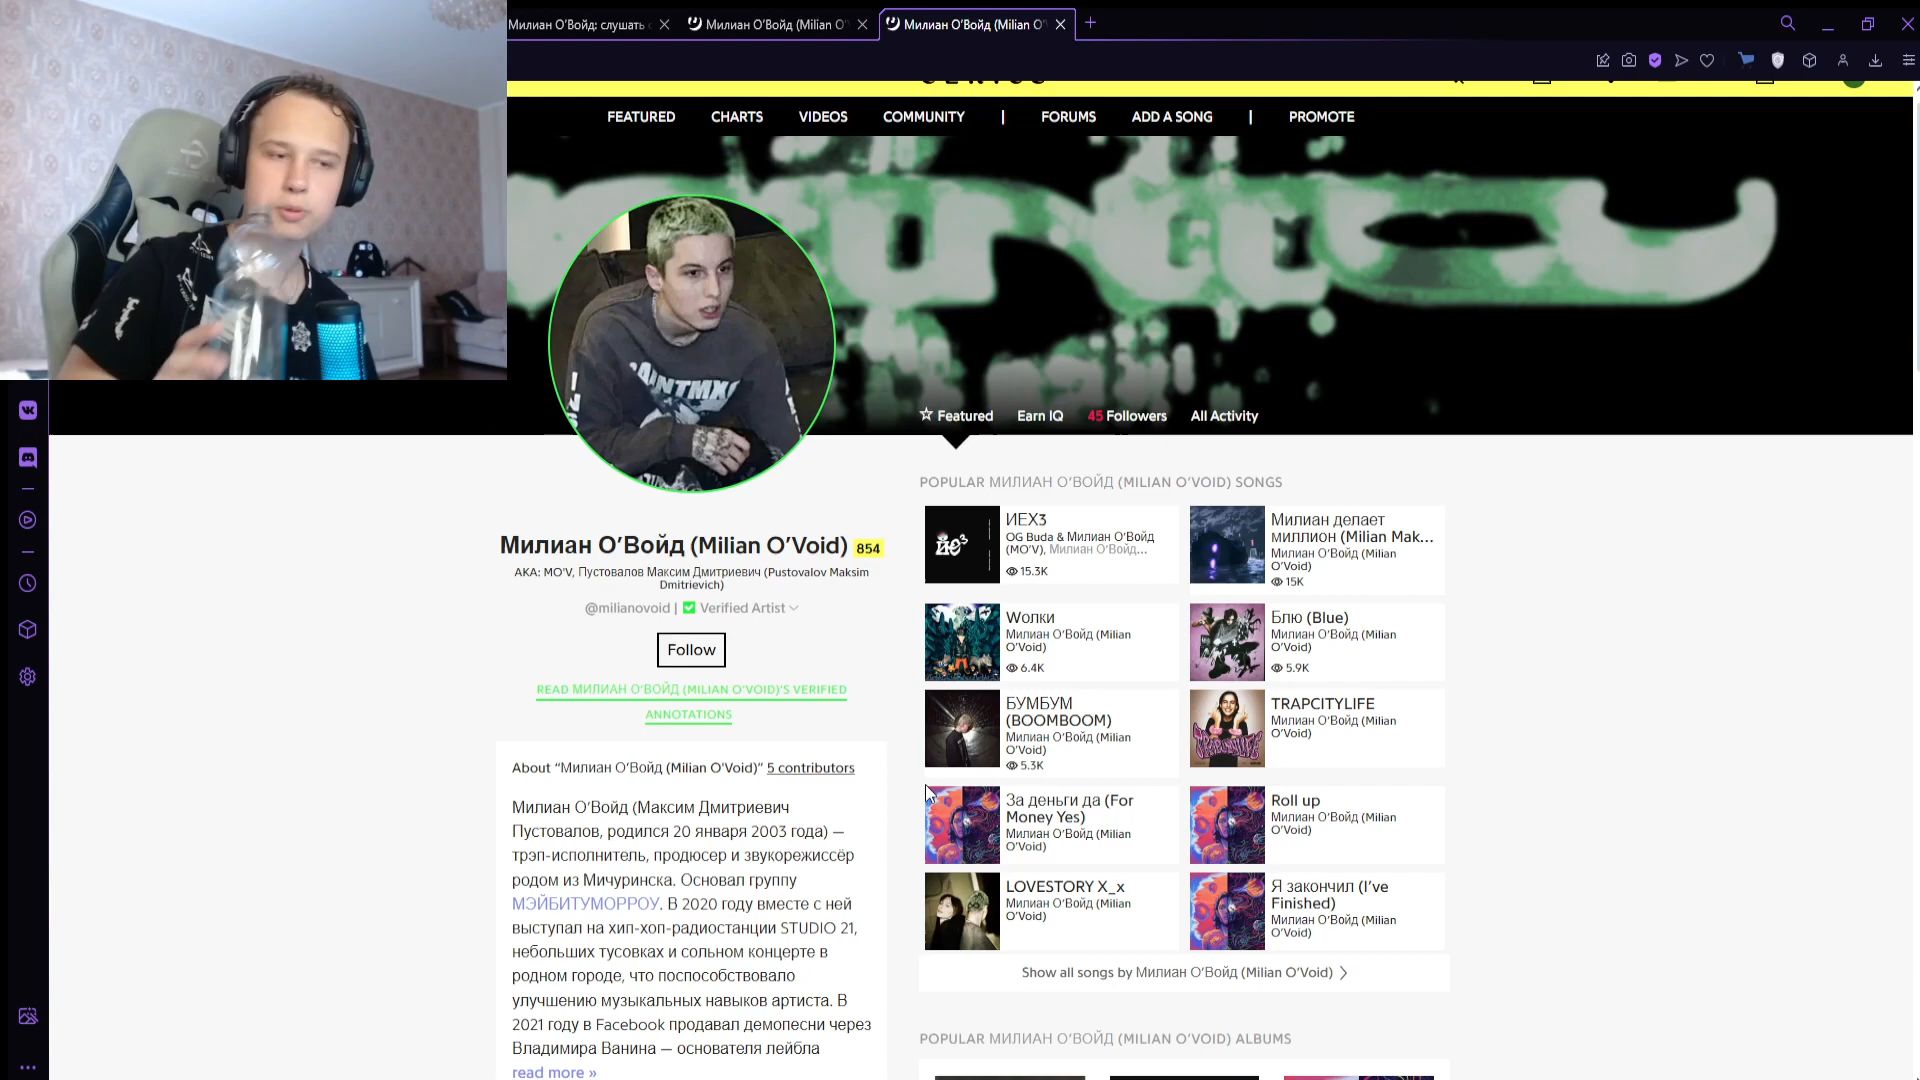 Милиан О'Войд: слушать
Милиан О'Войд (Milian O'
Милиан О'Войд (Milian O'
FEATURED
CHARTS
VIDEOS
COMMUNITY
|
FORUMS
ADD A SONG
|
PROMOTE
Featured
Earn IQ
45 Followers
All Activity
Милиан О'Войд (Milian O'Void) 854
AKA: MO'V, Пустовалов Максим Дмитриевич (Pustovalov Maksim
Dmitrievich)
@milianovoid | Verified Artist
Follow
READ МИЛИАН О'ВОЙД (MILIAN O'VOID)'S VERIFIED
ANNOTATIONS
About “Милиан О'Войд (Milian O'Void)” 5 contributors
Милиан О'Войд (Максим Дмитриевич
Пустовалов, родился 20 января 2003 года) —
трэп-исполнитель, продюсер и звукорежиссёр
родом из Мичуринска. Основал группу
МЭЙБИТУМОРРОУ. В 2020 году вместе с ней
выступал на хип-хоп-радиостанции STUDIO 21,
небольших тусовках и сольном концерте в
родном городе, что поспособствовало
улучшению музыкальных навыков артиста. В
2021 году в Facebook продавал демопесни через
Владимира Ванина — основателя лейбла
read more »
POPULAR МИЛИАН О'ВОЙД (MILIAN O'VOID) SONGS
ИЕХ3
OG Buda & Милиан О'Войд
(MO'V), Милиан О'Войд...
15.3K
Милиан делает
миллион (Milian Mak...
Милиан О'Войд (Milian
O'Void)
15K
Wолки
Милиан О'Войд (Milian
O'Void)
6.4K
Блю (Blue)
Милиан О'Войд (Milian
O'Void)
5.9K
БУМБУМ
(BOOMBOOM)
Милиан О'Войд (Milian
O'Void)
5.3K
TRAPCITYLIFE
Милиан О'Войд (Milian
O'Void)
За деньги да (For
Money Yes)
Милиан О'Войд (Milian
O'Void)
Roll up
Милиан О'Войд (Milian
O'Void)
LOVESTORY X_x
Милиан О'Войд (Milian
O'Void)
Я закончил (I've
Finished)
Милиан О'Войд (Milian
O'Void)
Show all songs by Милиан О'Войд (Milian O'Void)
POPULAR МИЛИАН О'ВОЙД (MILIAN O'VOID) ALBUMS